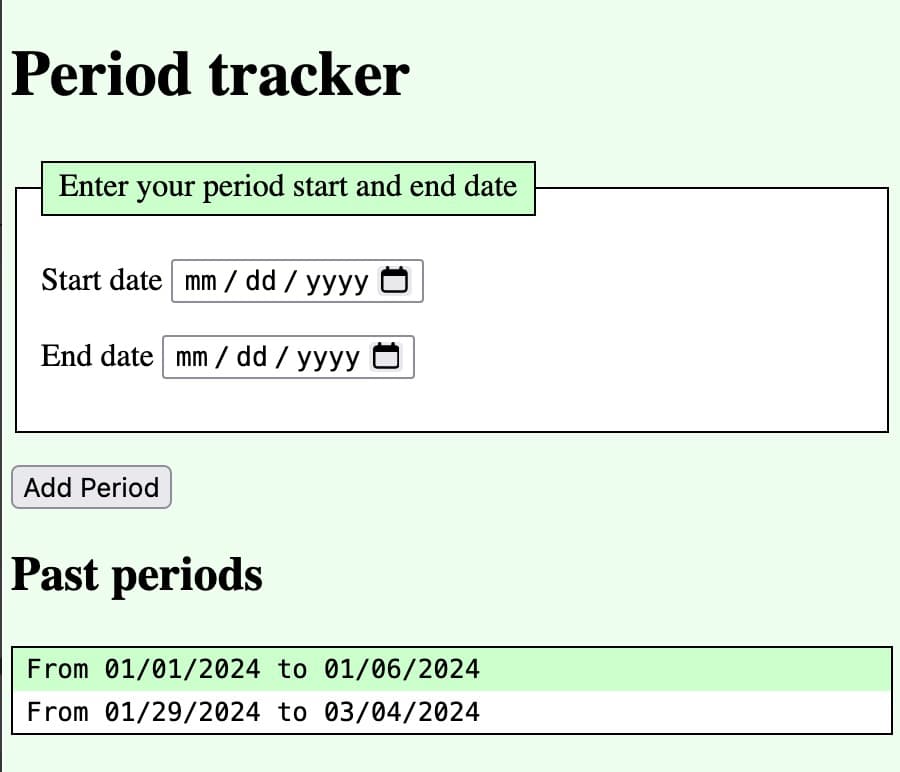 Period tracker
Enter your period start and end date
Start date mm / dd / yyyy
End date mm / dd / yyyy
Add Period
Past periods
From 01/01/2024 to 01/06/2024
From 01/29/2024 to 03/04/2024